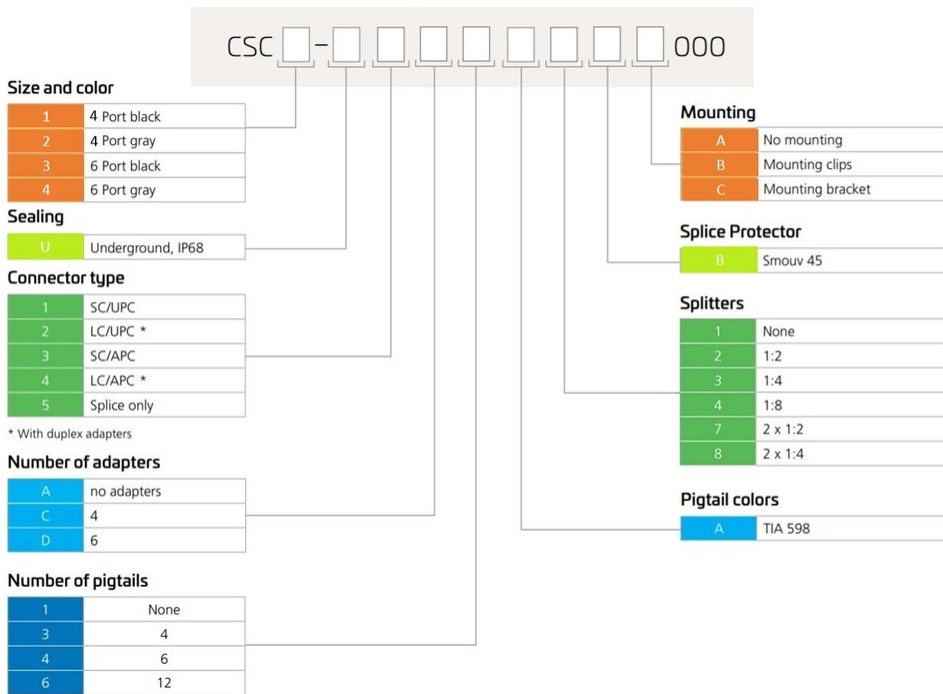 CSC - 000
Size and color
1 4 Port black
2 4 Port gray
3 6 Port black
4 6 Port gray
Sealing
U Underground, IP68
Connector type
1 SC/UPC
2 LC/UPC *
3 SC/APC
4 LC/APC *
5 Splice only
* With duplex adapters
Number of adapters
A no adapters
C 4
D 6
Number of pigtails
1 None
3 4
4 6
6 12
Mounting
A No mounting
B Mounting clips
C Mounting bracket
Splice Protector
B Smouv 45
Splitters
1 None
2 1:2
3 1:4
4 1:8
7 2 x 1:2
8 2 x 1:4
Pigtail colors
A TIA 598